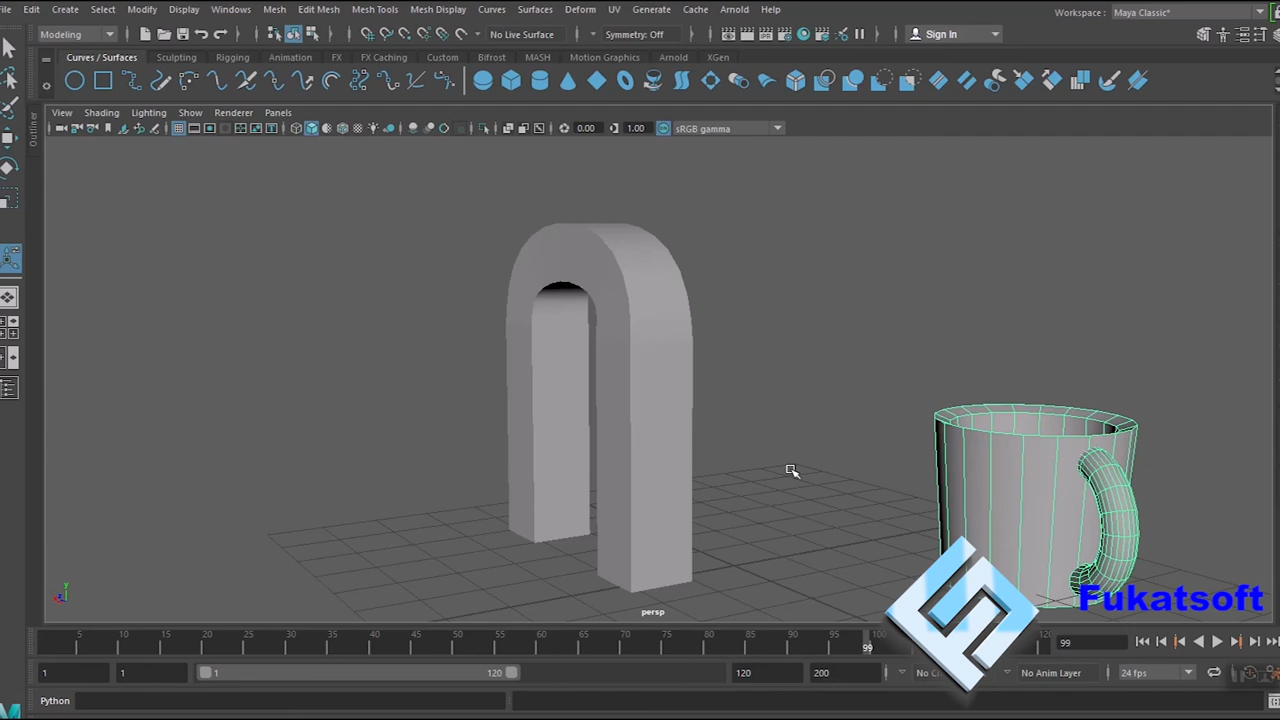 Edit Create Select Modify Display Windows Mesh Edit Mesh Mesh Tools Mesh Display Curves Surfaces Deform UV Generate Cache Arnold Help
Workspace : Maya Classic*
Modeling No Live Surface Symmetry: Off Sign In
Curves / Surfaces Sculpting Rigging Animation FX FX Caching Custom Bifrost MASH Motion Graphics Arnold XGen
View Shading Lighting Show Renderer Panels
0.00 1.00 sRGB gamma
Outliner
persp
Fukatsoft
5 10 15 20 25 30 35 40 45 50 55 60 65 70 75 80 85 90 95 100 120
99
99
1 1 1 120 120 200 No Anim Layer 24 fps
Python